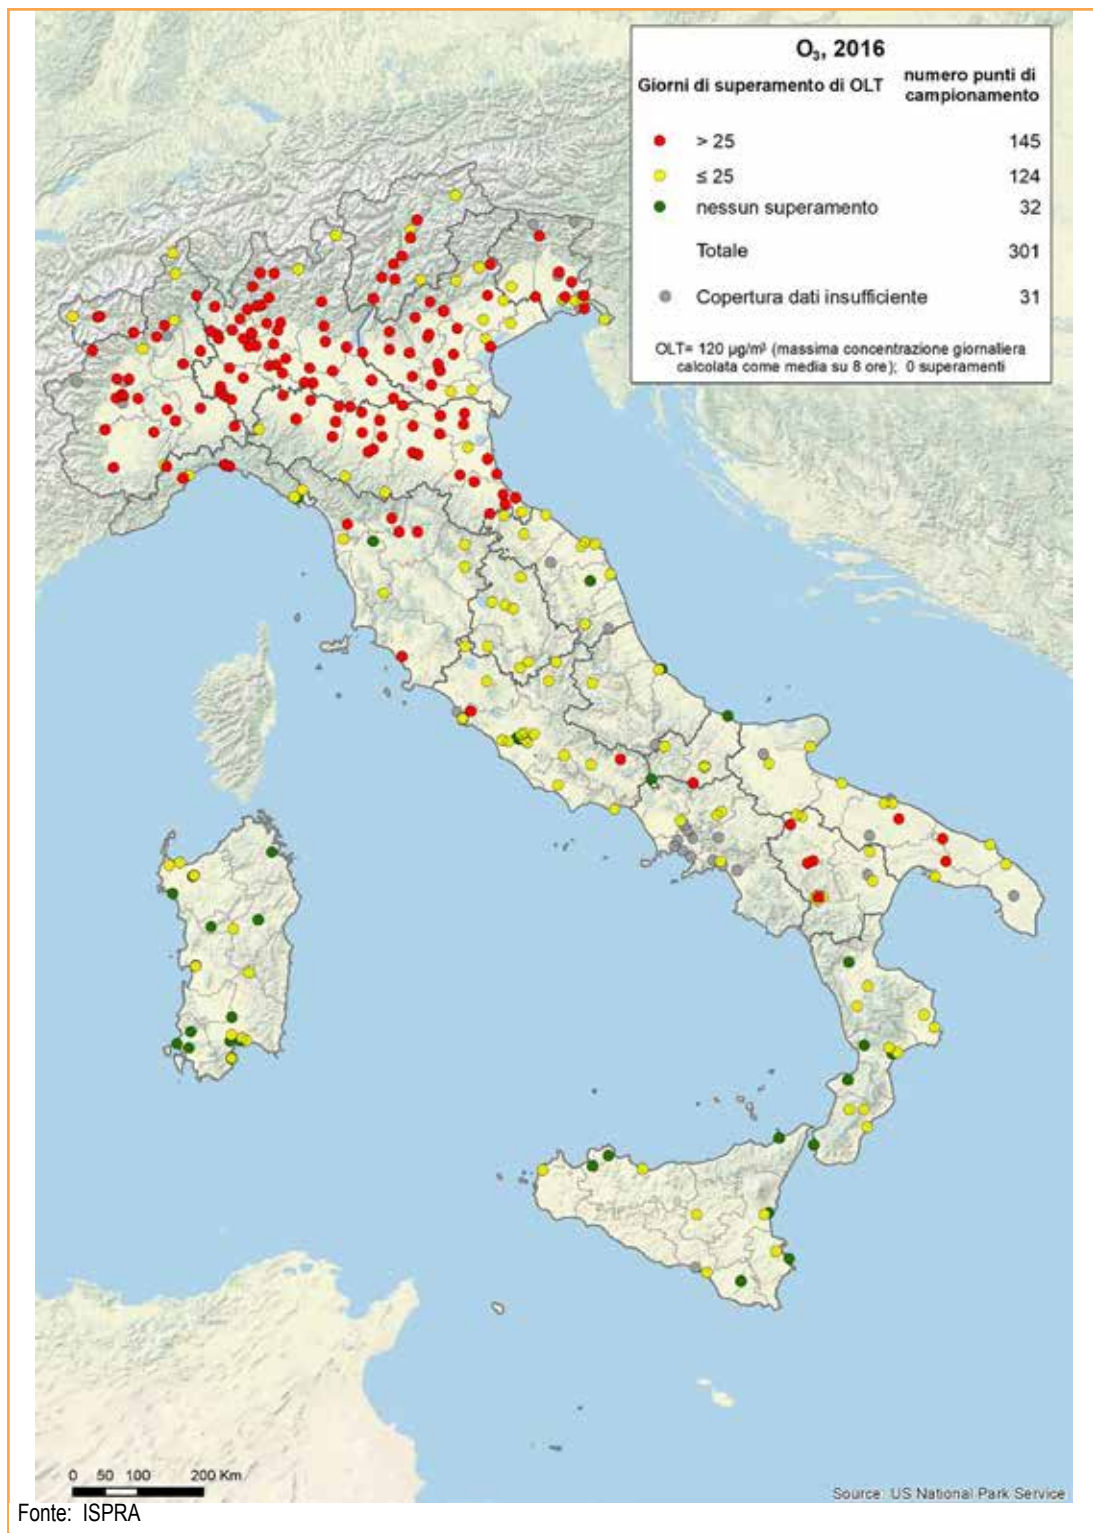 O₃, 2016
Giorni di superamento di OLT
numero punti di
campionamento
> 25 145
≤ 25 124
nessun superamento 32
Totale 301
Copertura dati insufficiente 31
OLT= 120 µg/m³ (massima concentrazione giornaliera
calcolata come media su 8 ore); 0 superamenti
0 50 100 200 Km
Source: US National Park Service
Fonte: ISPRA